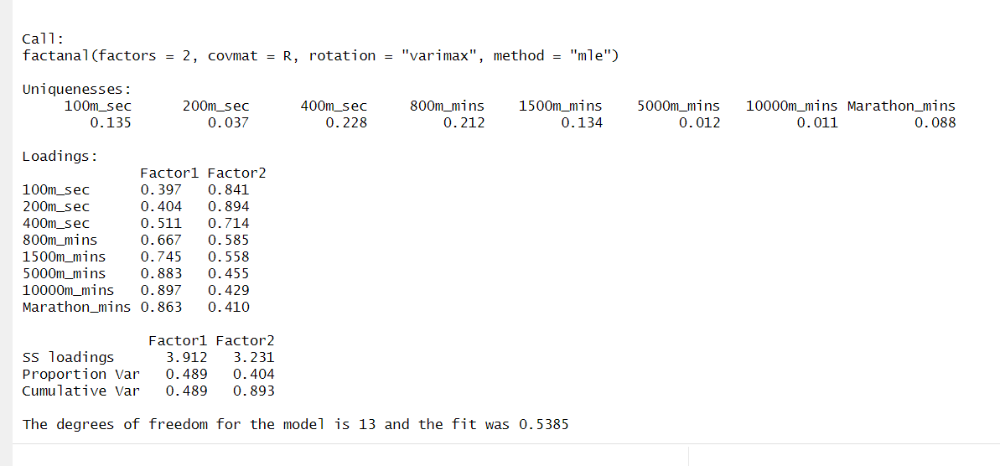 Call:
factanal(factors = 2, covmat = R, rotation = "varimax", method = "mle")
Uniquenesses:
100m_sec 200m_sec 400m_sec 800m_mins 1500m_mins 5000m_mins 10000m_mins Marathon_mins
0.135 0.037 0.228 0.212 0.134 0.012 0.011 0.088
Loadings:
Factor1 Factor2
100m_sec 0.397 0.841
200m_sec 0.404 0.894
400m_sec 0.511 0.714
800m_mins 0.667 0.585
1500m_mins 0.745 0.558
5000m_mins 0.883 0.455
10000m_mins 0.897 0.429
Marathon_mins 0.863 0.410
Factor1 Factor2
SS loadings 3.912 3.231
Proportion Var 0.489 0.404
Cumulative Var 0.489 0.893
The degrees of freedom for the model is 13 and the fit was 0.5385